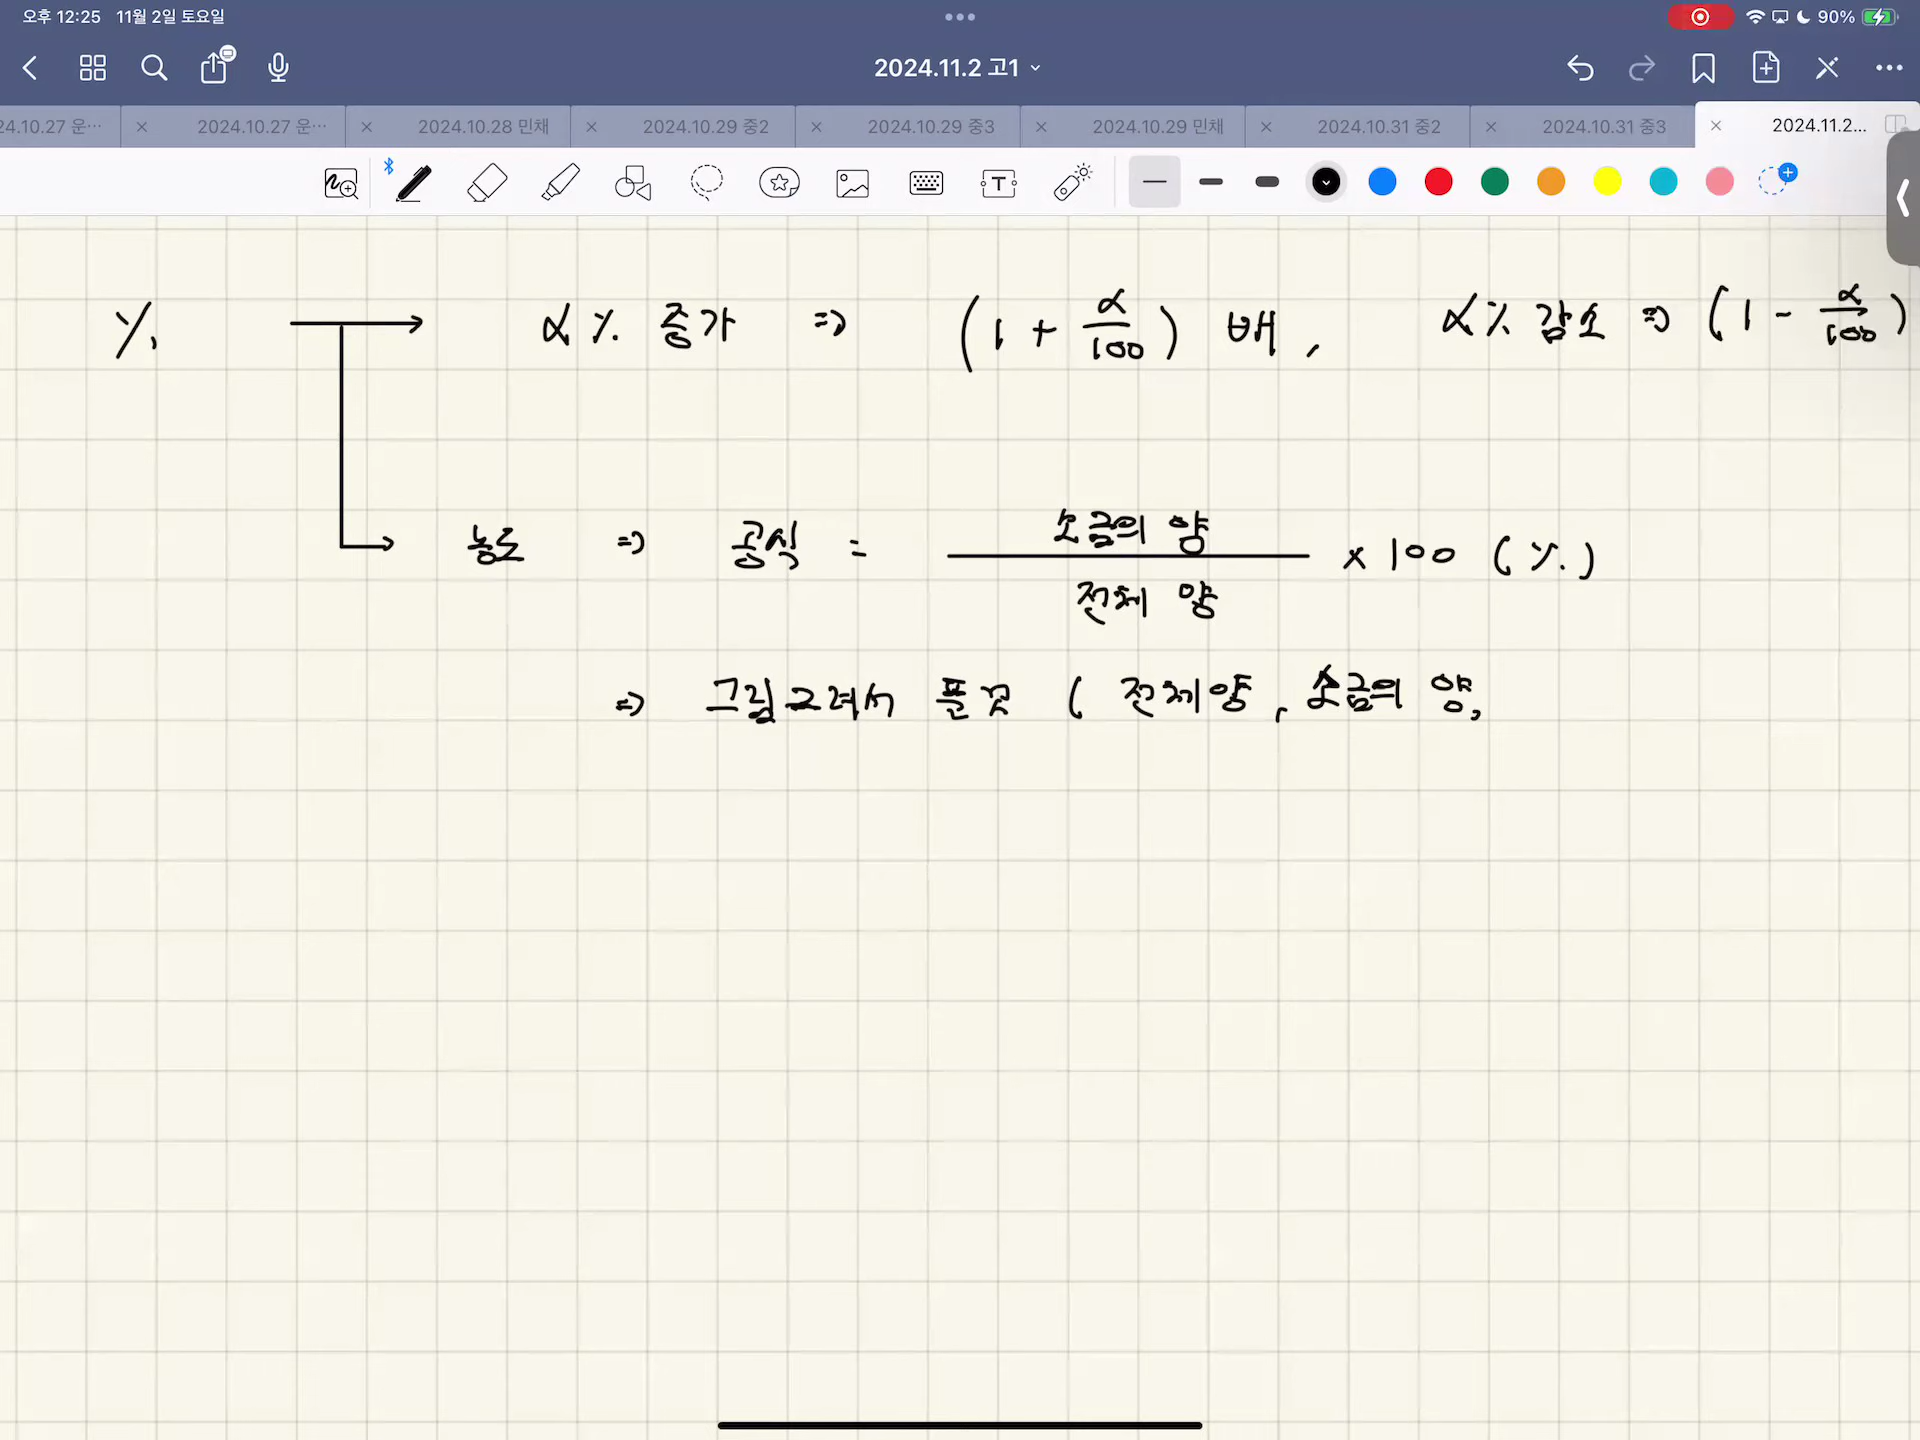 오후 12:25 11월 2일 토요일 90%
2024.11.2 고1
24.10.27 운… 2024.10.27 운… 2024.10.28 민채 2024.10.29 중2 2024.10.29 중3 2024.10.29 민채 2024.10.31 중2 2024.10.31 중3 2024.11.2…
% α % 증가 ⇒ (1 + α/100) 배, α% 감소 ⇒ (1 - α/100)
농도 ⇒ 공식 = 소금의 양/전체 양 × 100 (%)
⇒ 그림그려서 풀것 ( 전체양, 소금의 양,